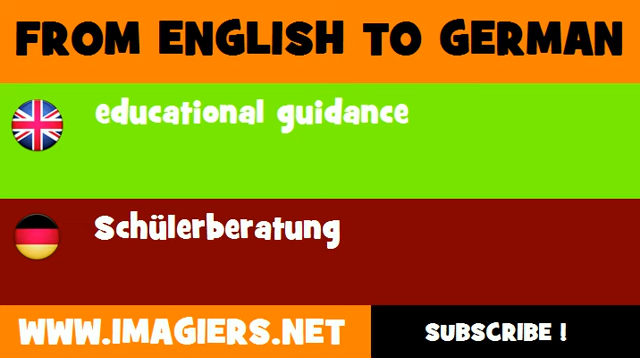 FROM ENGLISH TO GERMAN
educational guidance
Schülerberatung
WWW.IMAGIERS.NET
SUBSCRIBE !